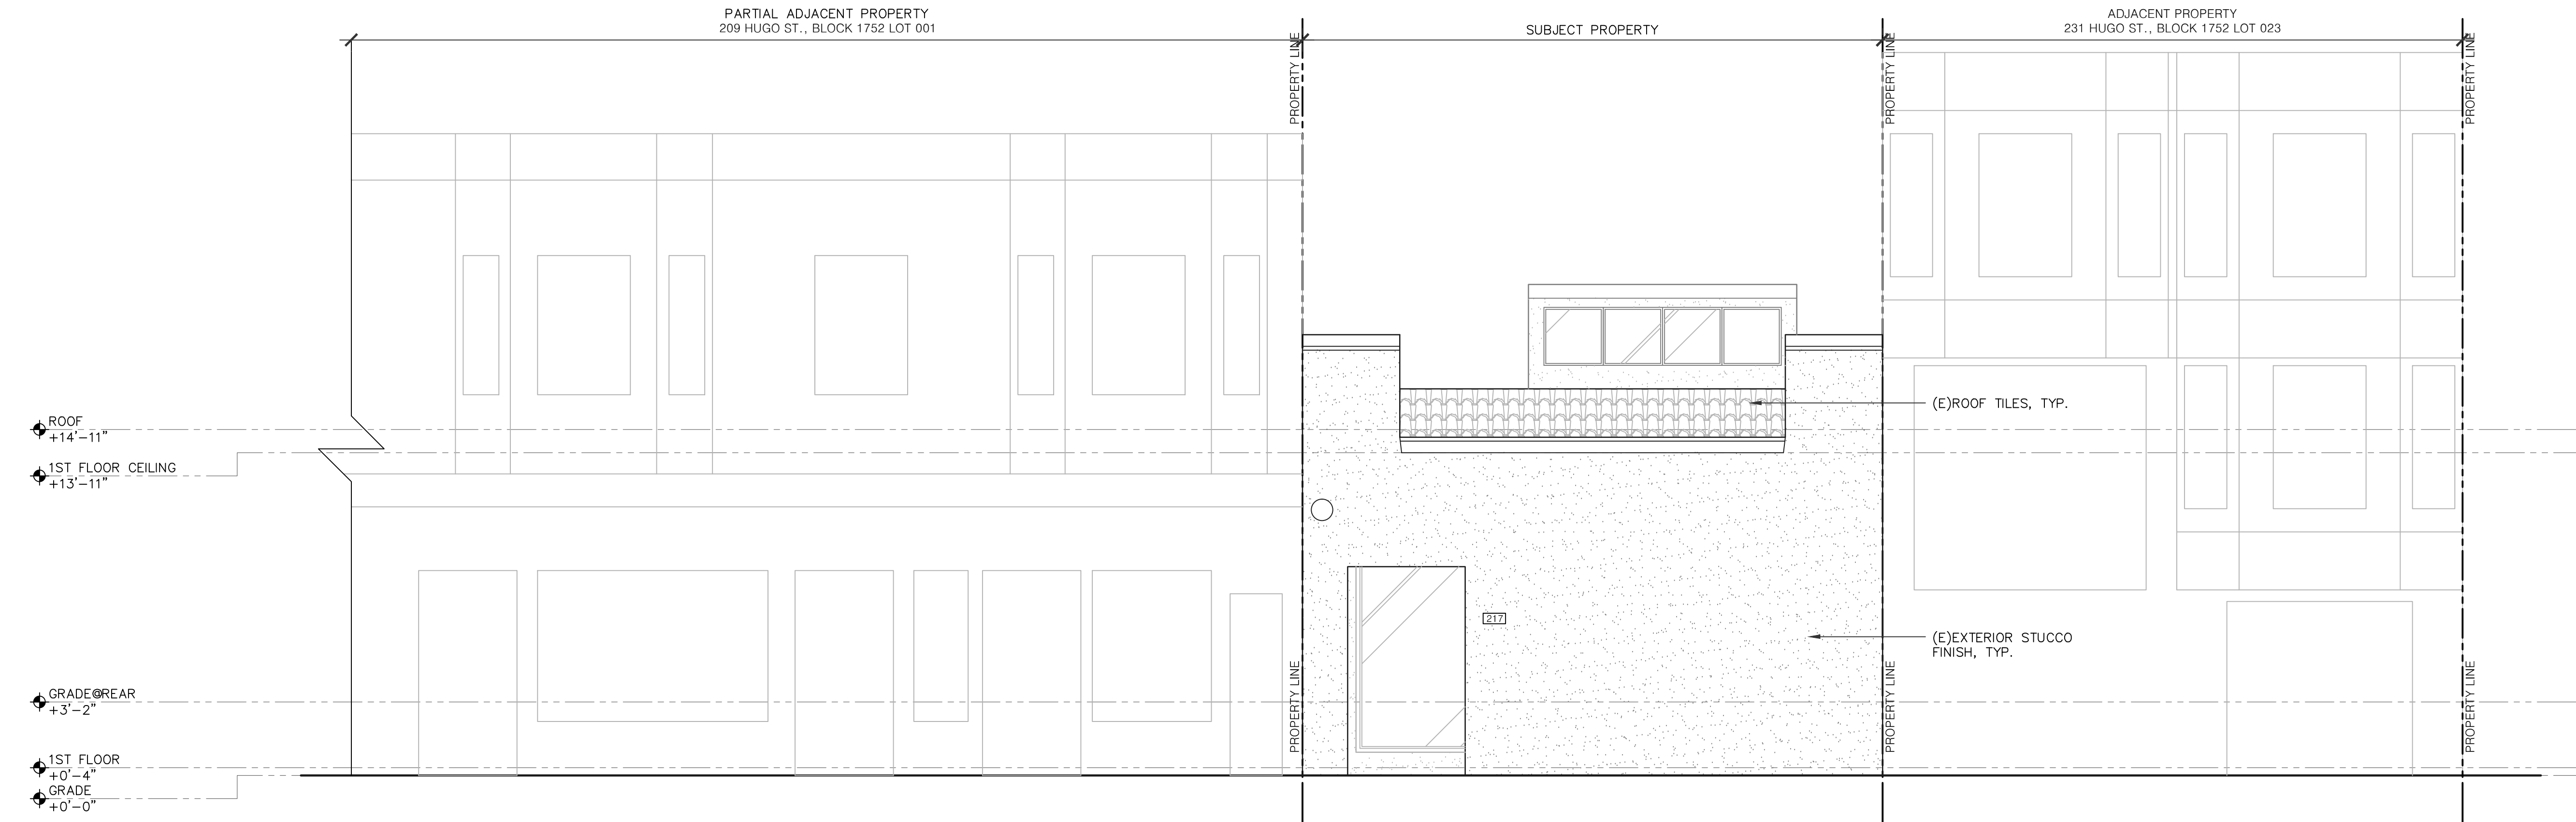 PARTIAL ADJACENT PROPERTY
209 HUGO ST., BLOCK 1752 LOT 001
SUBJECT PROPERTY
ADJACENT PROPERTY
231 HUGO ST., BLOCK 1752 LOT 023
PROPERTY LINE
PROPERTY LINE
PROPERTY LINE
(E)ROOF TILES, TYP.
ROOF
+14'-11"
1ST FLOOR CEILING
+13'-11"
217
(E)EXTERIOR STUCCO
FINISH, TYP.
PROPERTY LINE
PROPERTY LINE
PROPERTY LINE
GRADE@REAR
+3'-2"
1ST FLOOR
+0'-4"
GRADE
+0'-0"